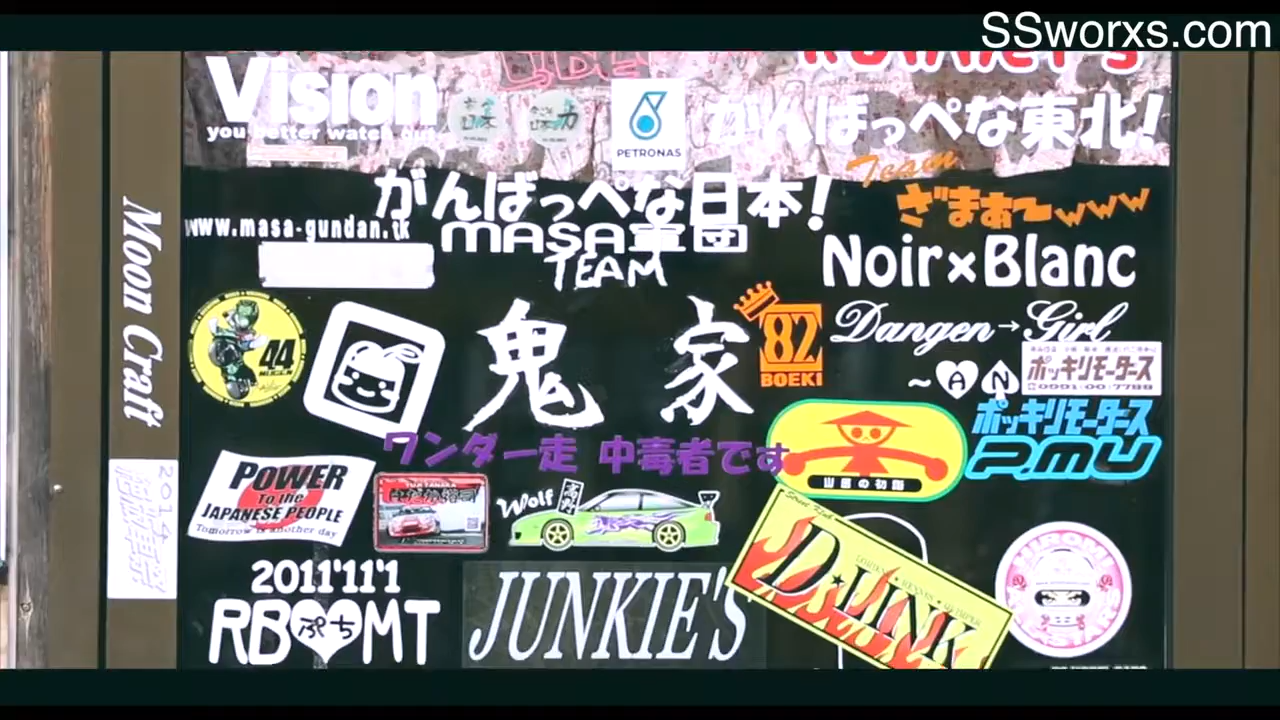 SSworxs.com
Vision
you better watch out
PETRONAS
がんばっぺな東北!
Team
ざまぁ〜www
がんばっぺな日本!
www.masa-gundan.tk
MASA軍団
TEAM
Noir×Blanc
Moon Craft
44
鬼 家
82
BOEKI
Dangen→Girl
~AN
ポッキリモータース
ワンダー走 中毒者です
ポッキリモータース
P.MU
POWER
To the
JAPANESE PEOPLE
Tomorrow is another day
Wolf
D★LINK
2011'11'1
RBぷちMT
JUNKIE'S